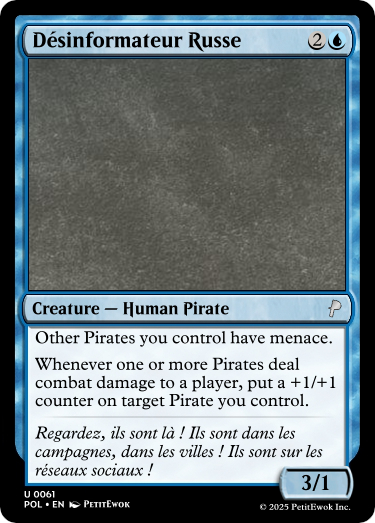 Désinformateur Russe 2
Creature — Human Pirate
Other Pirates you control have menace.
Whenever one or more Pirates deal
combat damage to a player, put a +1/+1
counter on target Pirate you control.
Regardez, ils sont là ! Ils sont dans les
campagnes, dans les villes ! Ils sont sur les
réseaux sociaux !
3/1
U 0061
POL • EN PetitEwok
© 2025 PetitEwok Inc.